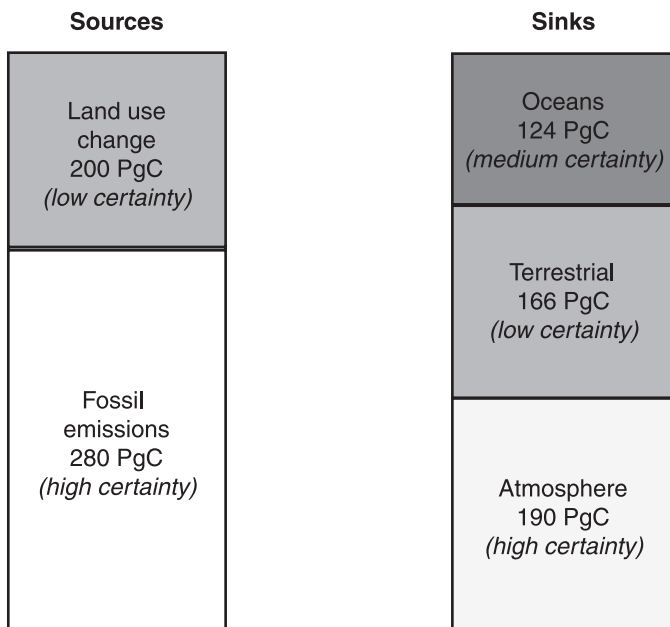 Sources
Land use
change
200 PgC
(low certainty)
Fossil
emissions
280 PgC
(high certainty)
Sinks
Oceans
124 PgC
(medium certainty)
Terrestrial
166 PgC
(low certainty)
Atmosphere
190 PgC
(high certainty)